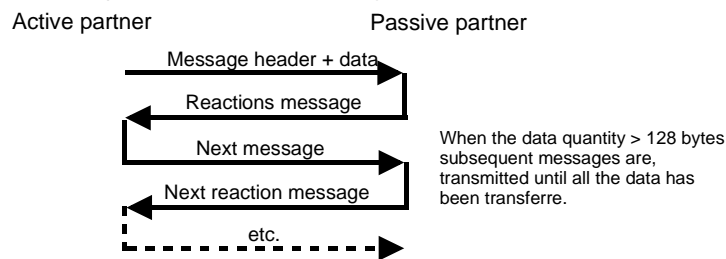 Active partner Passive partner
Message header + data
Reactions message
Next message
Next reaction message
etc.
When the data quantity > 128 bytes
subsequent messages are,
transmitted until all the data has
been transferre.